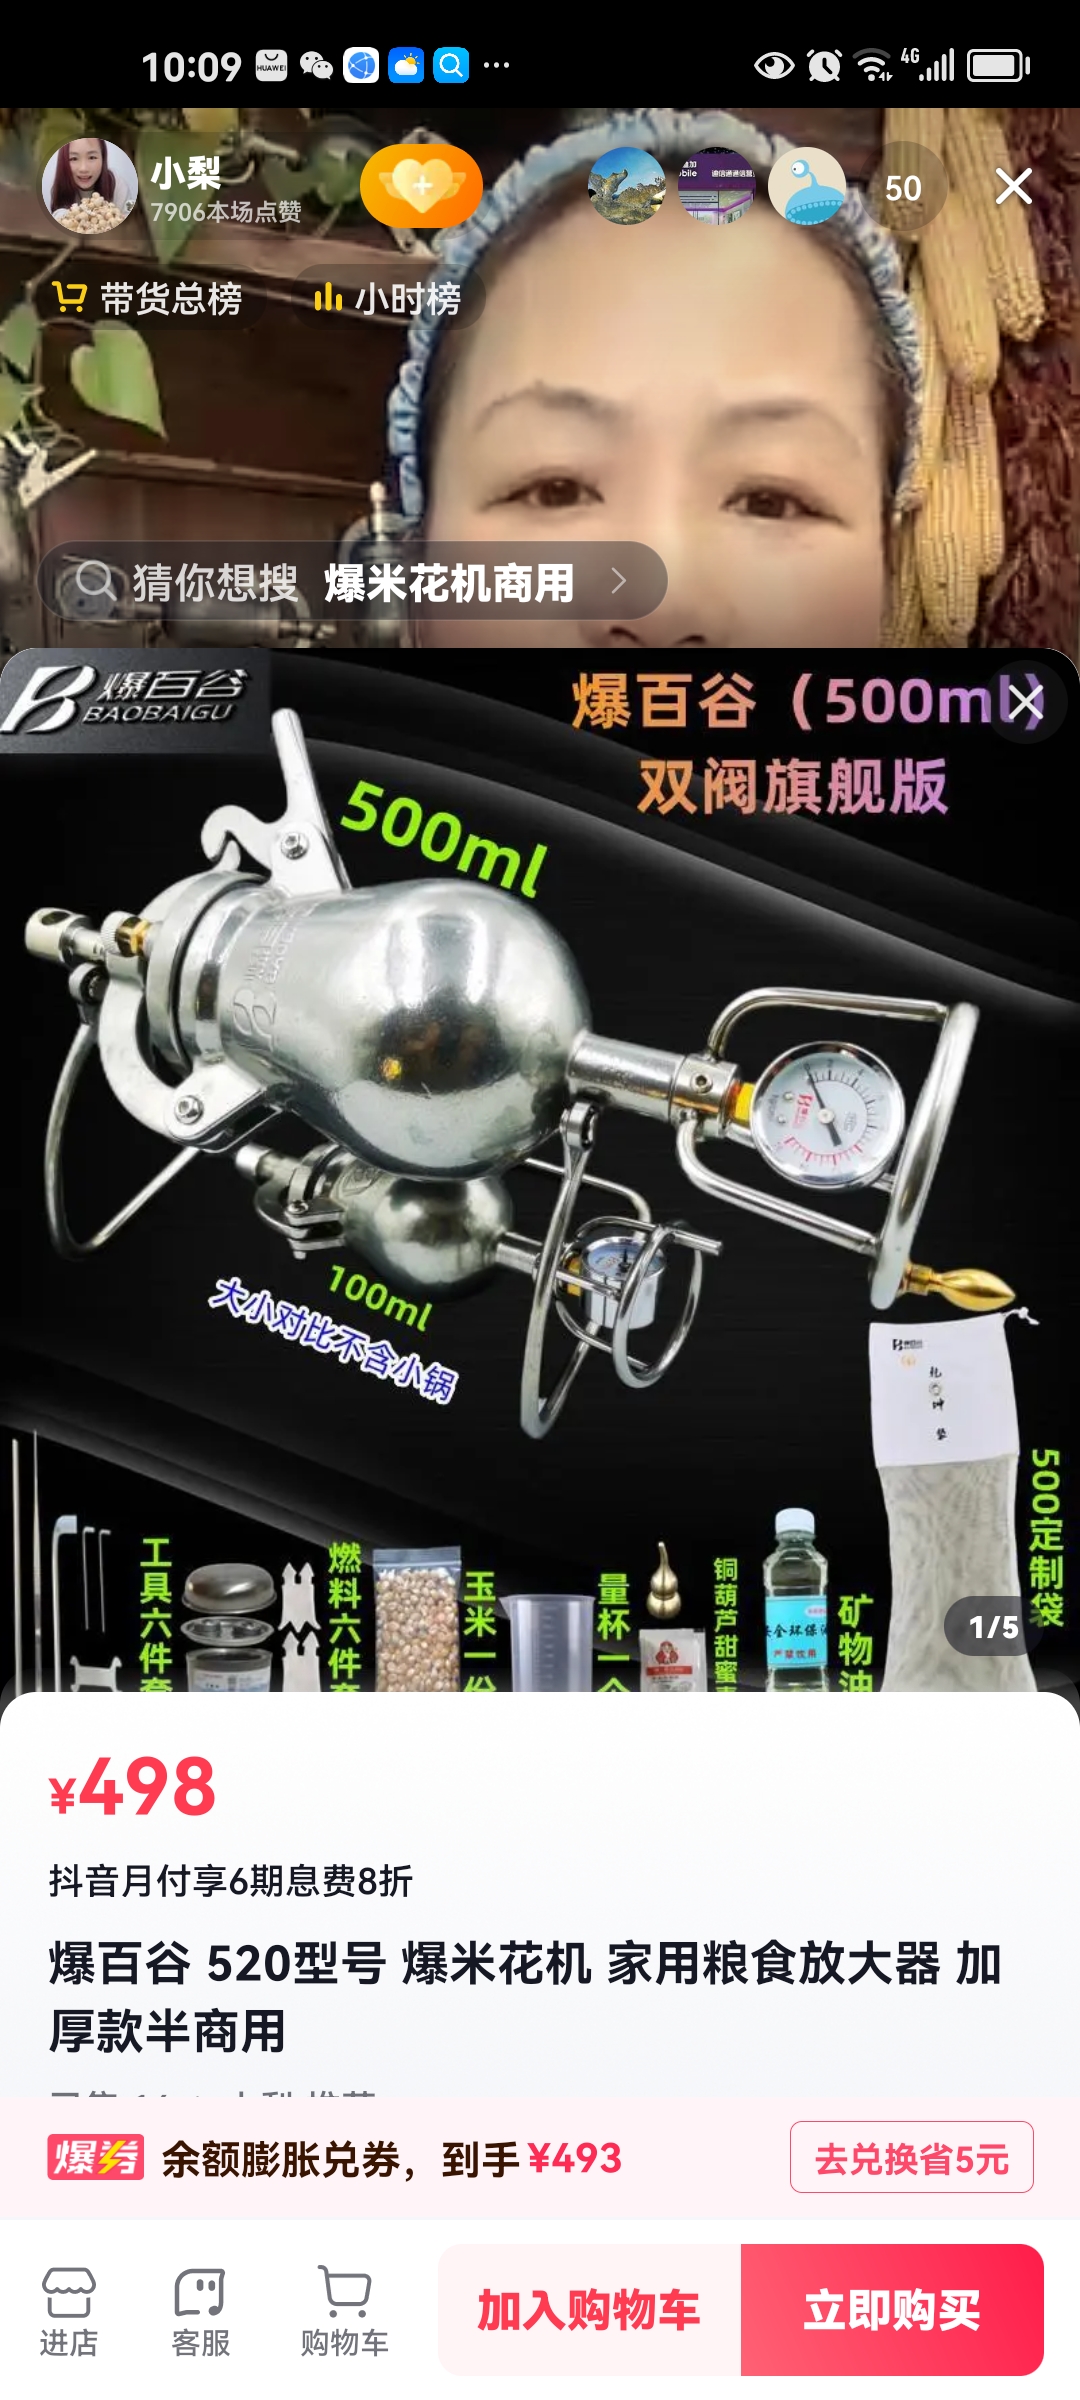 10:09
HUAWEI
4G
小梨
7906本场点赞
50
带货总榜
小时榜
猜你想搜 爆米花机商用
爆百谷
BAOBAIGU
爆百谷（500ml）
双阀旗舰版
500ml
100ml
大小对比不含小锅
500定制袋
工具六件套
燃料六件套
玉米一份
量杯一个
铜葫芦甜蜜素
矿物油
1/5
¥498
抖音月付享6期息费8折
爆百谷 520型号 爆米花机 家用粮食放大器 加
厚款半商用
爆券 余额膨胀兑券，到手¥493
去兑换省5元
进店
客服
购物车
加入购物车
立即购买